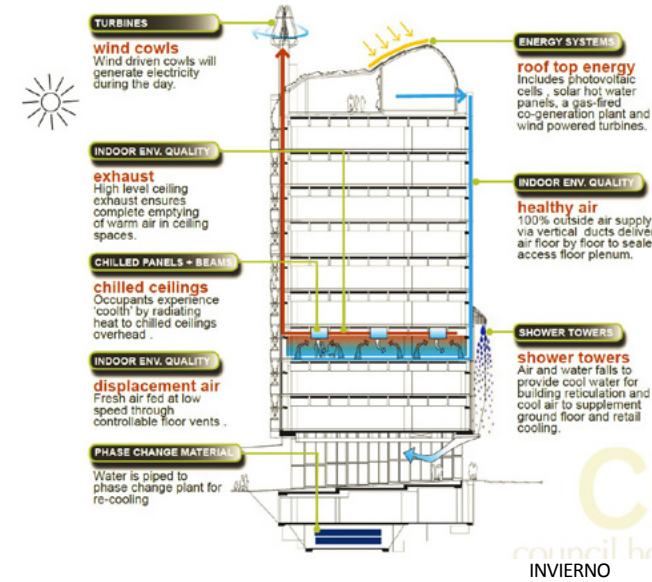 TURBINES
wind cowls
Wind driven cowls will
generate electricity
during the day.
INDOOR ENV. QUALITY
exhaust
High level ceiling
exhaust ensures
complete emptying
of warm air in ceiling
spaces.
CHILLED PANELS + BEAMS
chilled ceilings
Occupants experience
'coolth' by radiating
heat to chilled ceilings
overhead .
INDOOR ENV. QUALITY
displacement air
Fresh air fed at low
speed through
controllable floor vents .
PHASE CHANGE MATERIAL
Water is piped to
phase change plant for
re-cooling
ENERGY SYSTEMS
roof top energy
Includes photovoltaic
cells , solar hot water
panels, a gas-fired
co-generation plant and
wind powered turbines.
INDOOR ENV. QUALITY
healthy air
100% outside air supply
via vertical ducts deliver
air floor by floor to seale
access floor plenum.
SHOWER TOWERS
shower towers
Air and water falls to
provide cool water for
building reticulation and
cool air to supplement
ground floor and retail
cooling.
C
council
INVIERNO